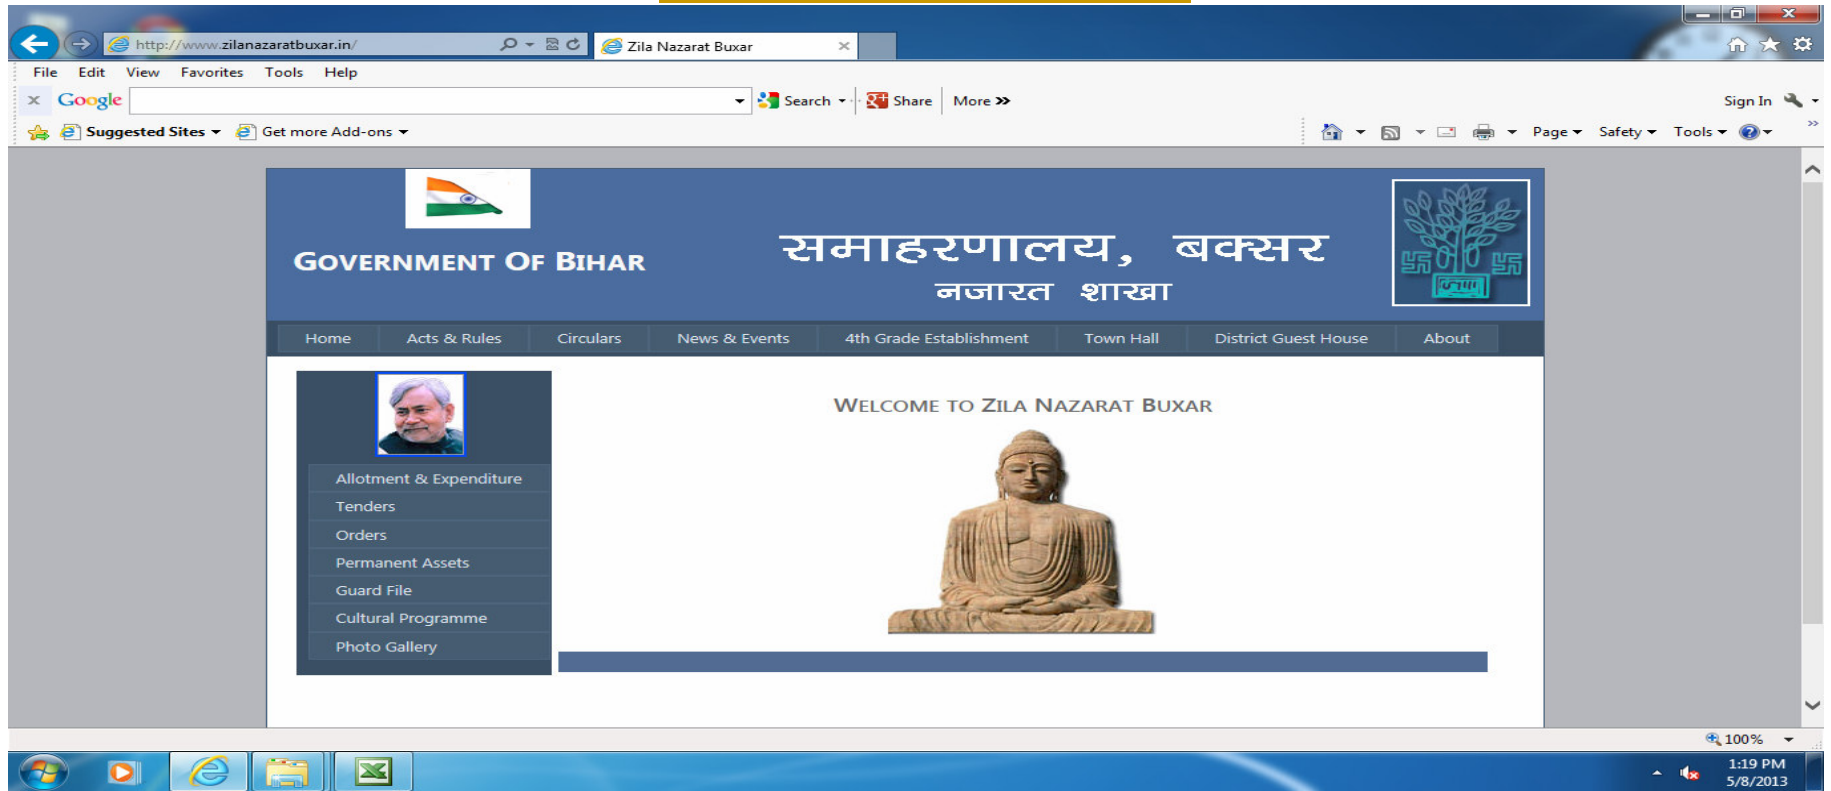 http://www.zilanazaratbuxar.in/
Zila Nazarat Buxar
File Edit View Favorites Tools Help
Google
Search
Share
More »
Sign In
Suggested Sites
Get more Add-ons
Page Safety Tools
GOVERNMENT OF BIHAR
समाहरणालय, बक्सर
नजारत शाखा
Home Acts & Rules Circulars News & Events 4th Grade Establishment Town Hall District Guest House About
WELCOME TO ZILA NAZARAT BUXAR
Allotment & Expenditure
Tenders
Orders
Permanent Assets
Guard File
Cultural Programme
Photo Gallery
100%
1:19 PM
5/8/2013